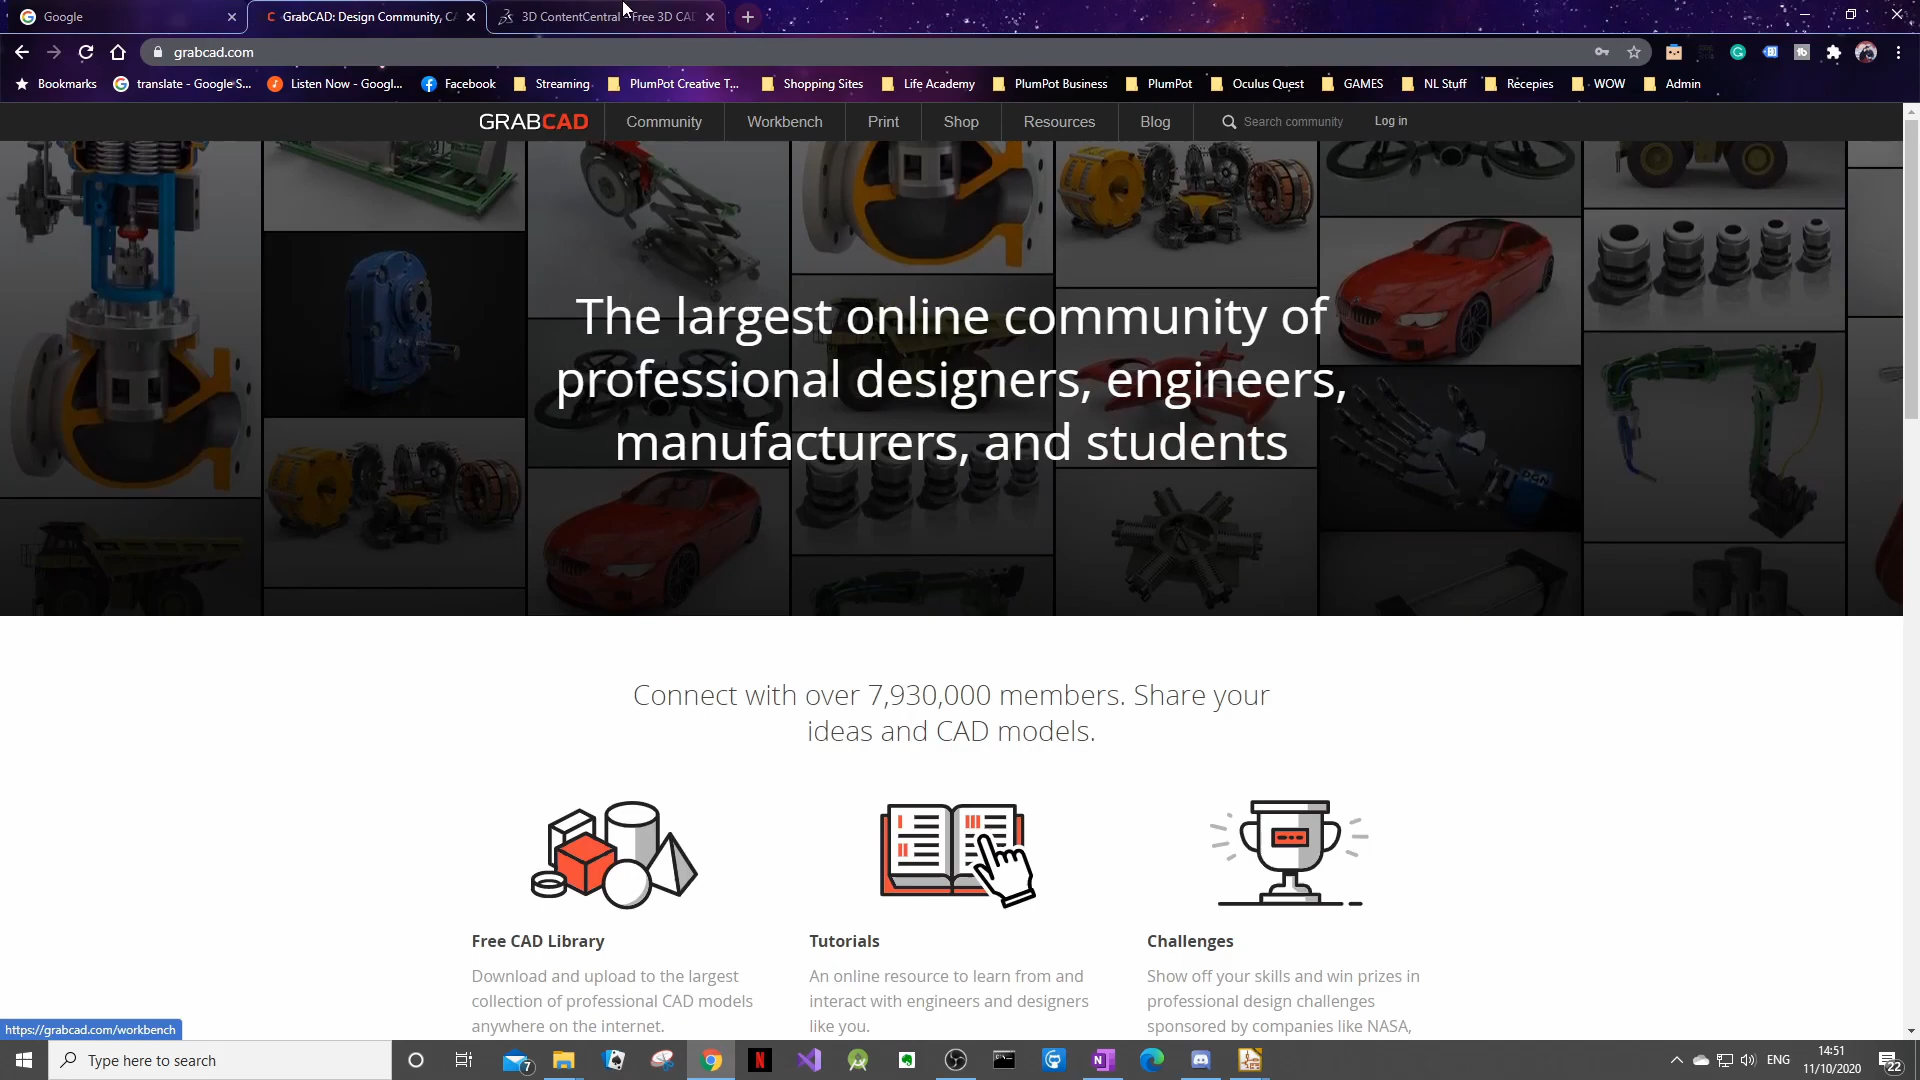 Google
GrabCAD: Design Community, CA
3D ContentCentral - Free 3D CAD
grabcad.com
Bookmarks
translate - Google S...
Listen Now - Googl...
Facebook
Streaming
PlumPot Creative T...
Shopping Sites
Life Academy
PlumPot Business
PlumPot
Oculus Quest
GAMES
NL Stuff
Recepies
WOW
Admin
GRABCAD
Community
Workbench
Print
Shop
Resources
Blog
Search community
Log in
The largest online community of
professional designers, engineers,
manufacturers, and students
Connect with over 7,930,000 members. Share your
ideas and CAD models.
Free CAD Library
Download and upload to the largest
collection of professional CAD models
anywhere on the internet.
Tutorials
An online resource to learn from and
interact with engineers and designers
like you.
Challenges
Show off your skills and win prizes in
professional design challenges
sponsored by companies like NASA,
https://grabcad.com/workbench
Type here to search
7
ENG
14:51
11/10/2020
22